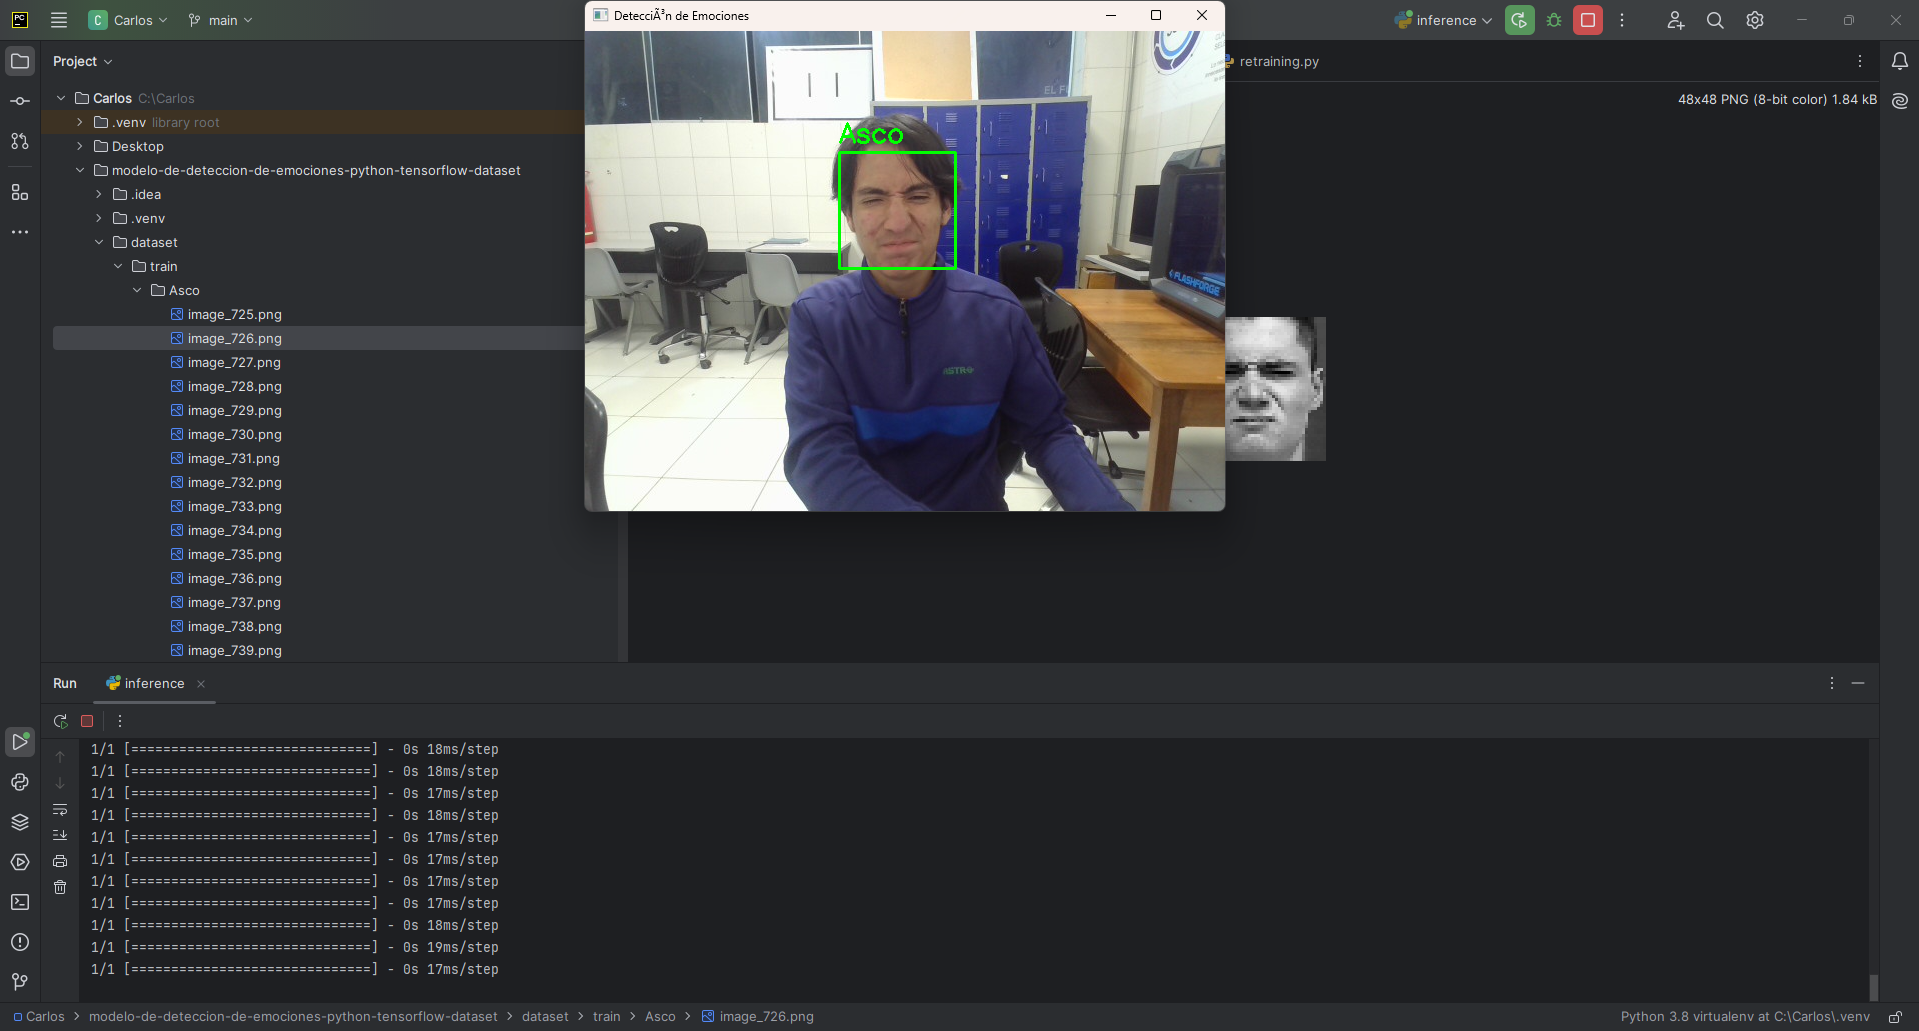 PC
C Carlos
main
DetecciÃ³n de Emociones
inference
Project
retraining.py
Carlos C:\Carlos
48x48 PNG (8-bit color) 1.84 kB
.venv library root
Desktop
modelo-de-deteccion-de-emociones-python-tensorflow-dataset
.idea
.venv
dataset
train
Asco
image_725.png
image_726.png
image_727.png
image_728.png
image_729.png
image_730.png
image_731.png
image_732.png
image_733.png
image_734.png
image_735.png
image_736.png
image_737.png
image_738.png
image_739.png
EL FU
Asco
FLASHFORGE
ASTRO
Run
inference
1/1 [==============================] - 0s 18ms/step
1/1 [==============================] - 0s 18ms/step
1/1 [==============================] - 0s 17ms/step
1/1 [==============================] - 0s 18ms/step
1/1 [==============================] - 0s 17ms/step
1/1 [==============================] - 0s 17ms/step
1/1 [==============================] - 0s 17ms/step
1/1 [==============================] - 0s 17ms/step
1/1 [==============================] - 0s 18ms/step
1/1 [==============================] - 0s 19ms/step
1/1 [==============================] - 0s 17ms/step
Carlos > modelo-de-deteccion-de-emociones-python-tensorflow-dataset > dataset > train > Asco > image_726.png
Python 3.8 virtualenv at C:\Carlos\.venv